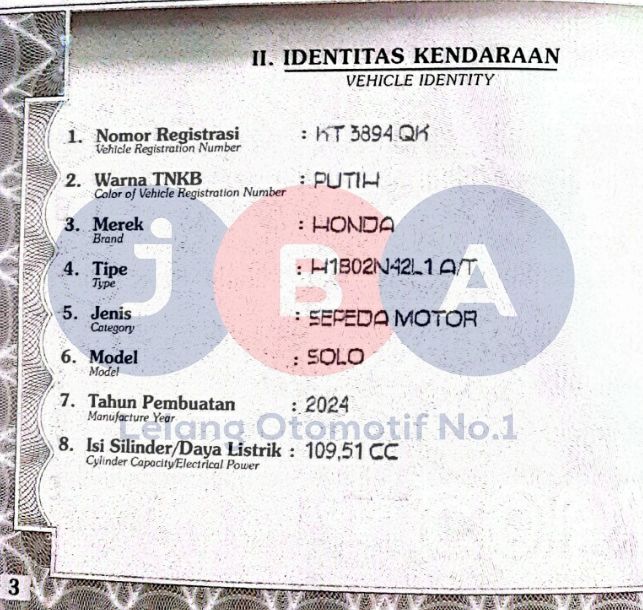 II. IDENTITAS KENDARAAN
VEHICLE IDENTITY
1. Nomor Registrasi : KT 3894 QK
Vehicle Registration Number
2. Warna TNKB : PUTIH
Color of Vehicle Registration Number
3. Merek : HONDA
Brand
4. Tipe : H1B02N42L1 A/T
Type
5. Jenis : SEPEDA MOTOR
Category
6. Model : SOLO
Model
7. Tahun Pembuatan : 2024
Manufacture Year
8. Isi Silinder/Daya Listrik : 109,51 CC
Cylinder Capacity/Electrical Power
jBA
Lelang Otomotif No.1
3